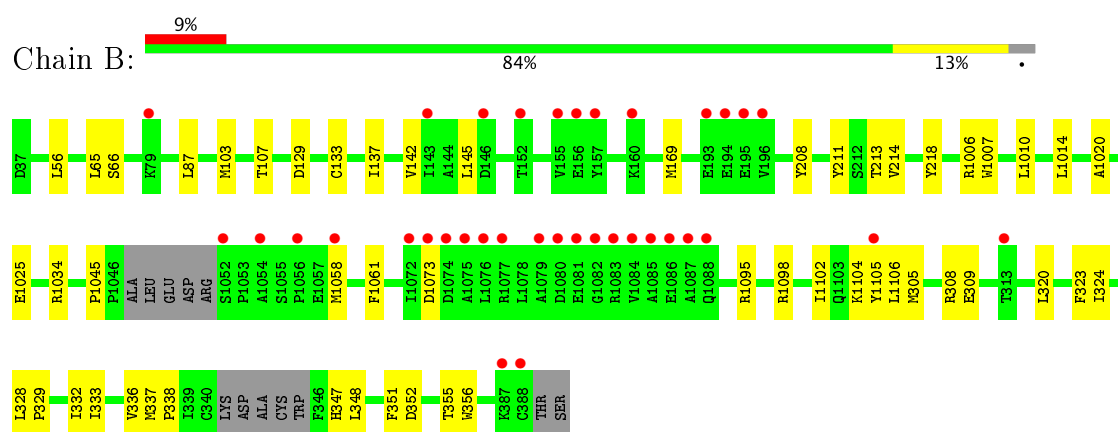 9%
Chain B:
84% 13%
D37 L56 L65 S66 K79 L87 M103 T107 D129 C133 I137 V142 I143 A144 L145 D146 T152 V155 E156 Y157 K160 M169 E193 E194 E195 V196 Y208 Y211 S212 T213 V214 Y218 R1006 W1007 L1010 L1014 A1020
E1025 R1034 P1045 P1046 ALA LEU GLU ASP ARG S1052 P1053 A1054 S1055 P1056 E1057 M1058 F1061 I1072 D1073 D1074 A1075 L1076 R1077 L1078 A1079 D1080 E1081 G1082 R1083 V1084 A1085 E1086 A1087 Q1088 R1095 R1098 I1102 Q1103 K1104 Y1105 L1106 M305 R308 E309 T313 L320 F323 I324
L328 P329 I332 I333 V336 M337 P338 I339 C340 LYS ASP ALA CYS TRP F346 H347 L348 F351 D352 T355 W356 K387 C388 THR SER